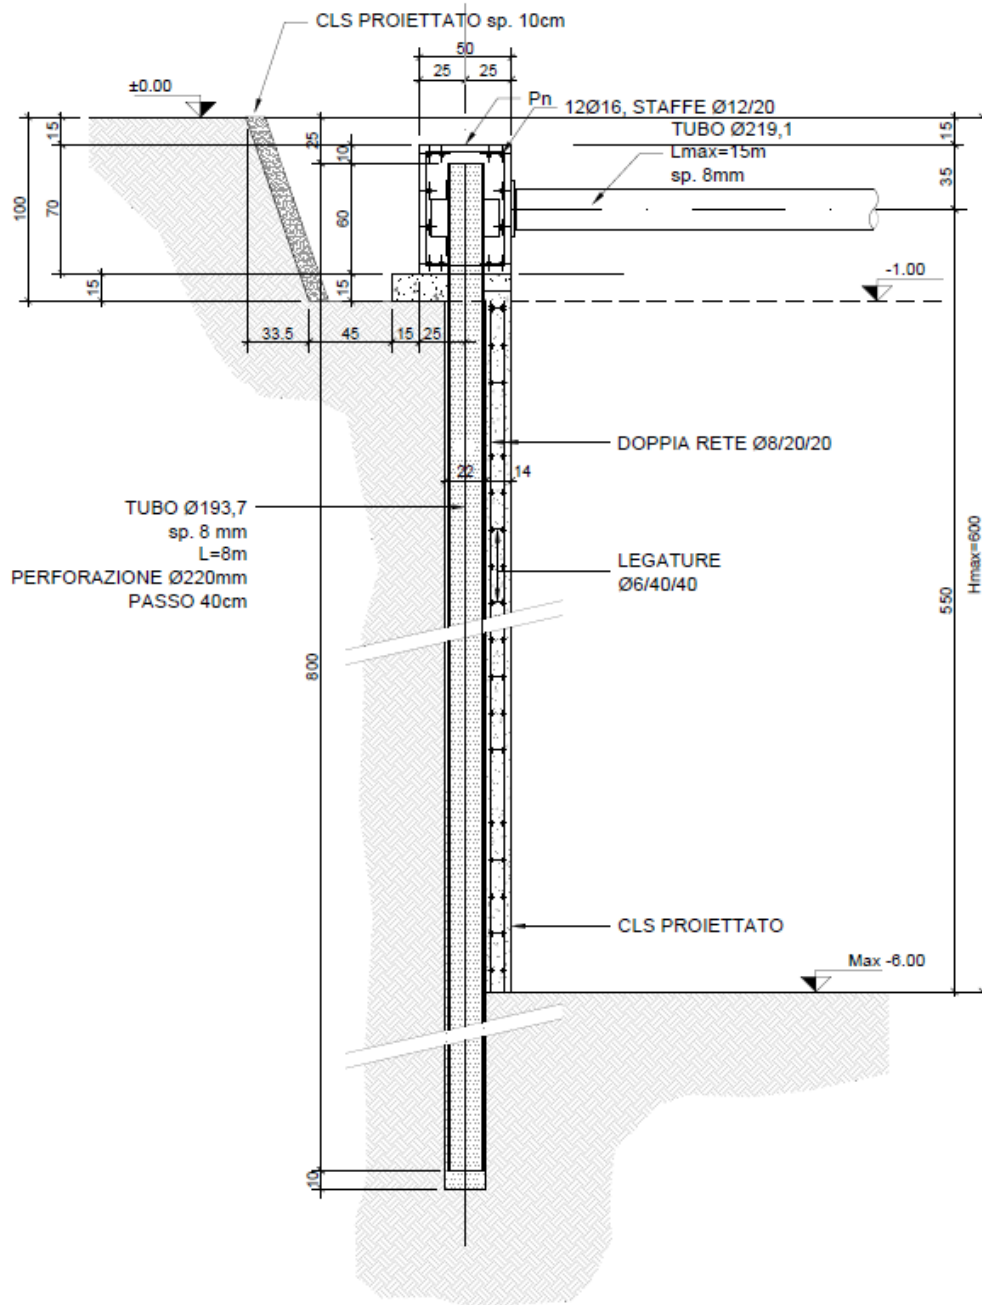 CLS PROIETTATO sp. 10cm
50
25
25
±0.00
Pn
12Ø16, STAFFE Ø12/20
TUBO Ø219,1
Lmax=15m
sp. 8mm
15
25
10
15
35
100
70
60
15
15
-1.00
33.5
45
15
25
DOPPIA RETE Ø8/20/20
22
14
TUBO Ø193,7
sp. 8 mm
L=8m
PERFORAZIONE Ø220mm
PASSO 40cm
LEGATURE
Ø6/40/40
Hmax=600
550
800
CLS PROIETTATO
Max -6.00
10